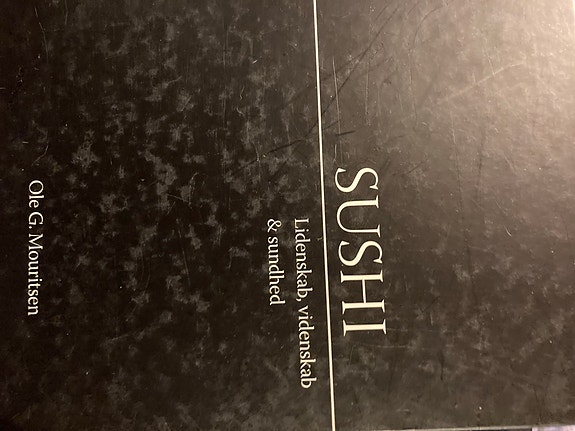 SUSHI
Lidenskab, videnskab
& sundhed
Ole G. Mouritsen